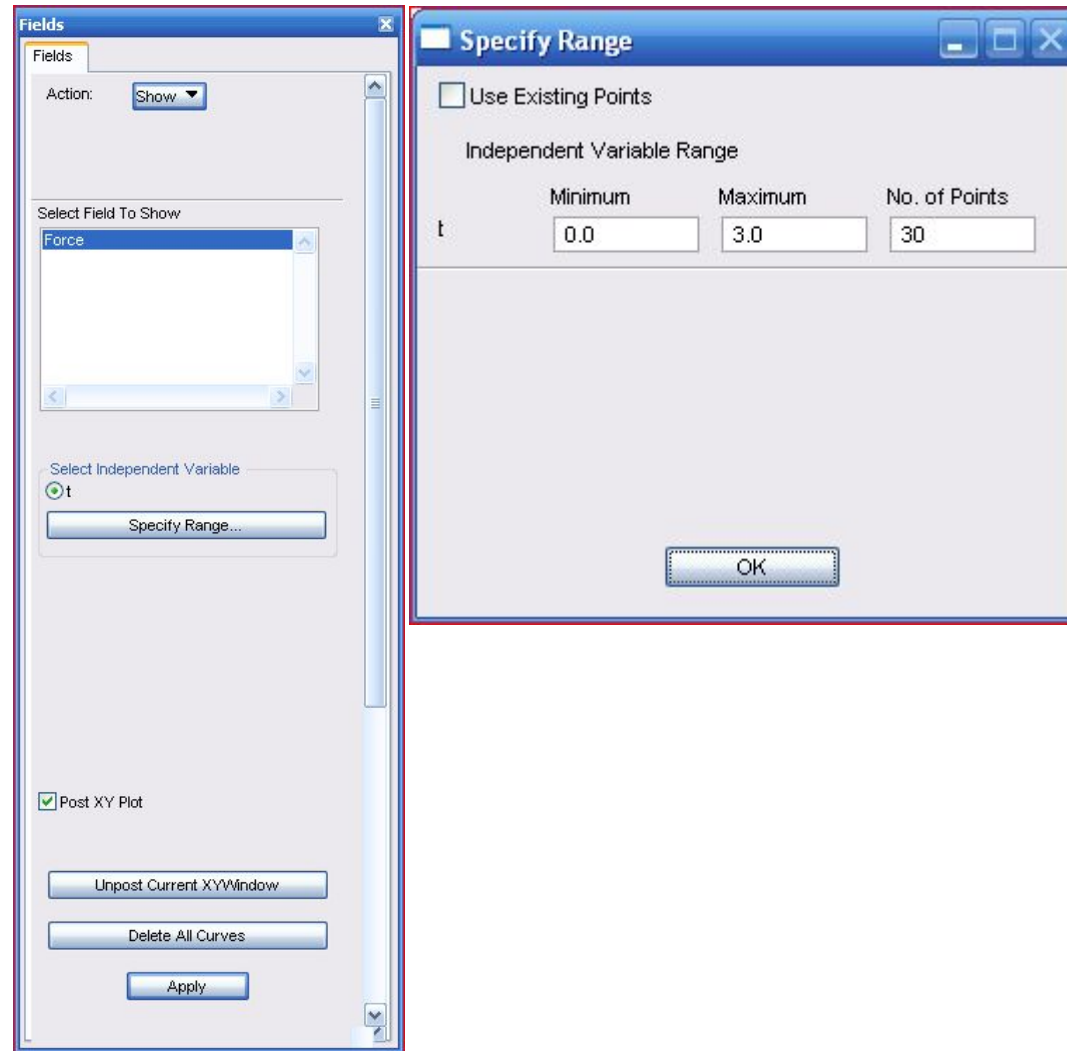 Fields
Fields
Action: Show
Select Field To Show
Force
Select Independent Variable
t
Specify Range...
Post XY Plot
Unpost Current XYWindow
Delete All Curves
Apply
Specify Range
Use Existing Points
Independent Variable Range
Minimum Maximum No. of Points
t 0.0 3.0 30
OK